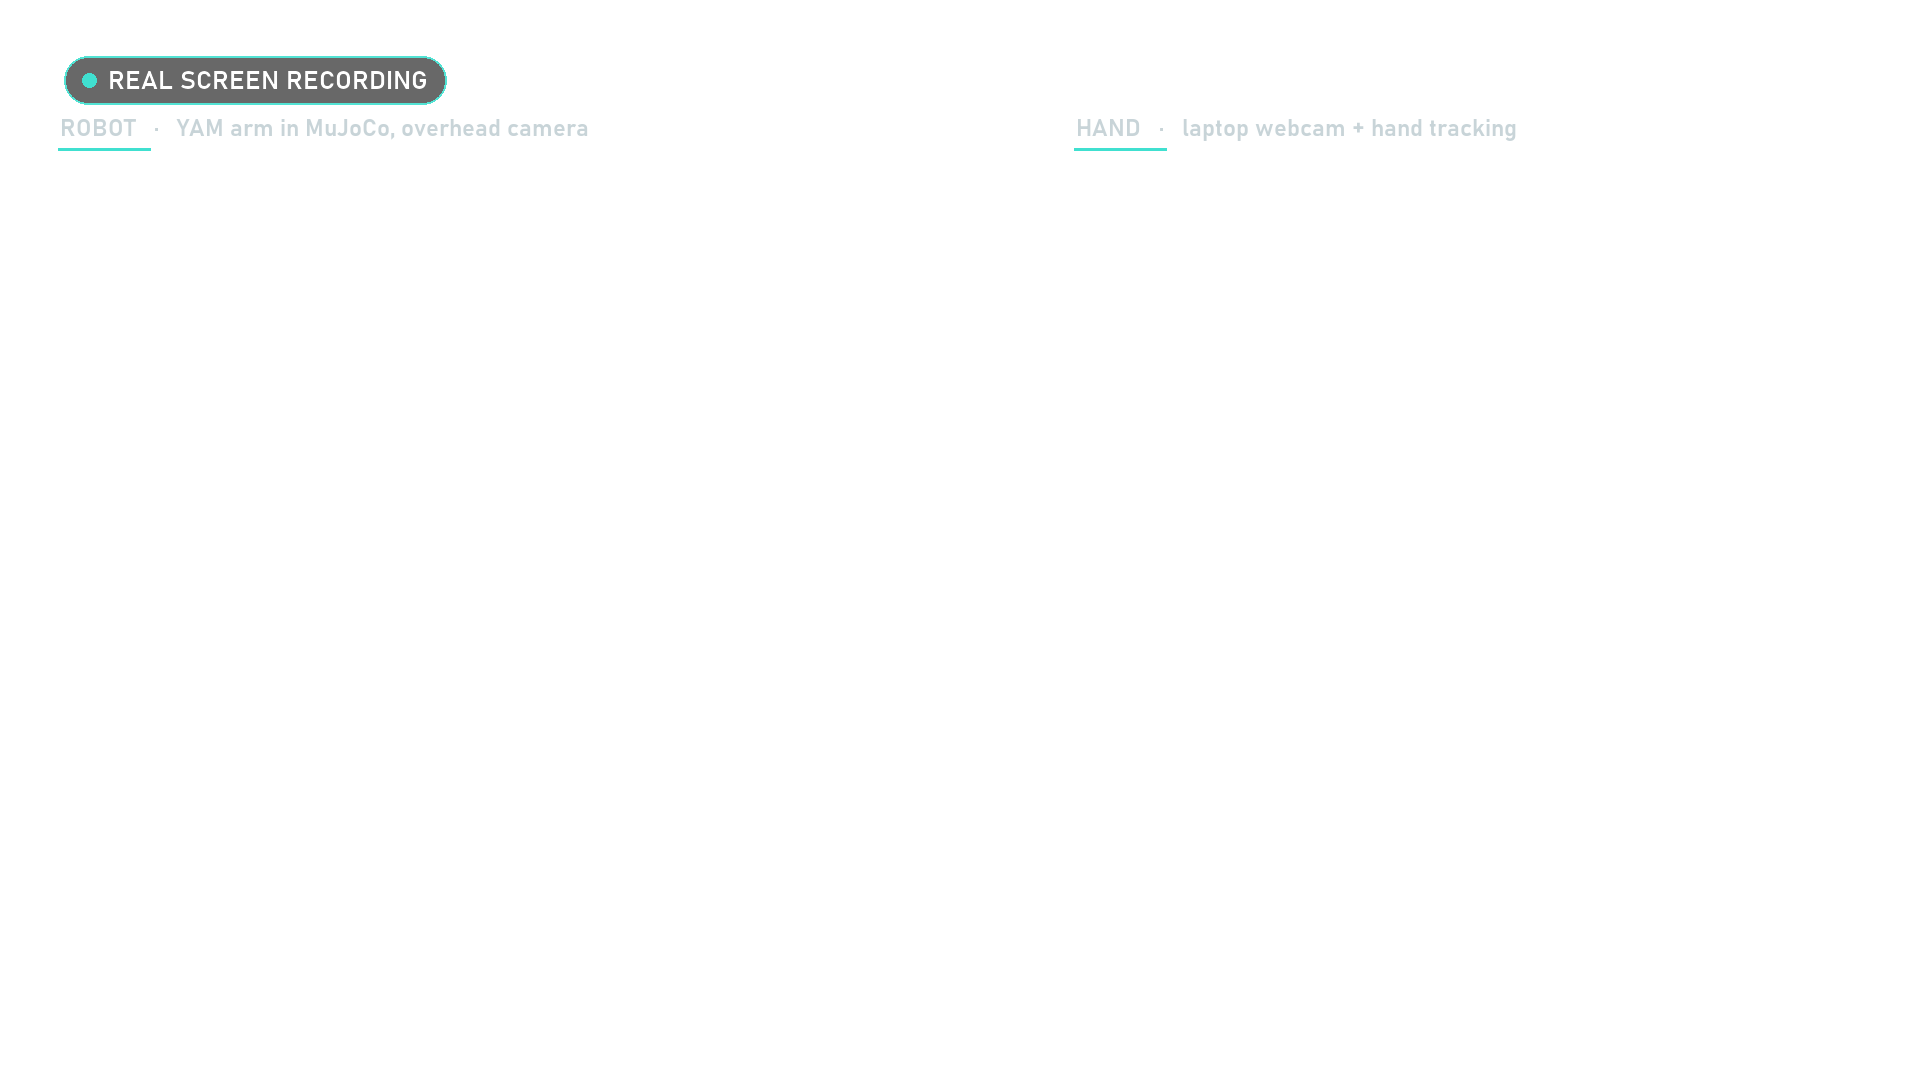 REAL SCREEN RECORDING
ROBOT · YAM arm in MuJoCo, overhead camera
HAND · laptop webcam + hand tracking